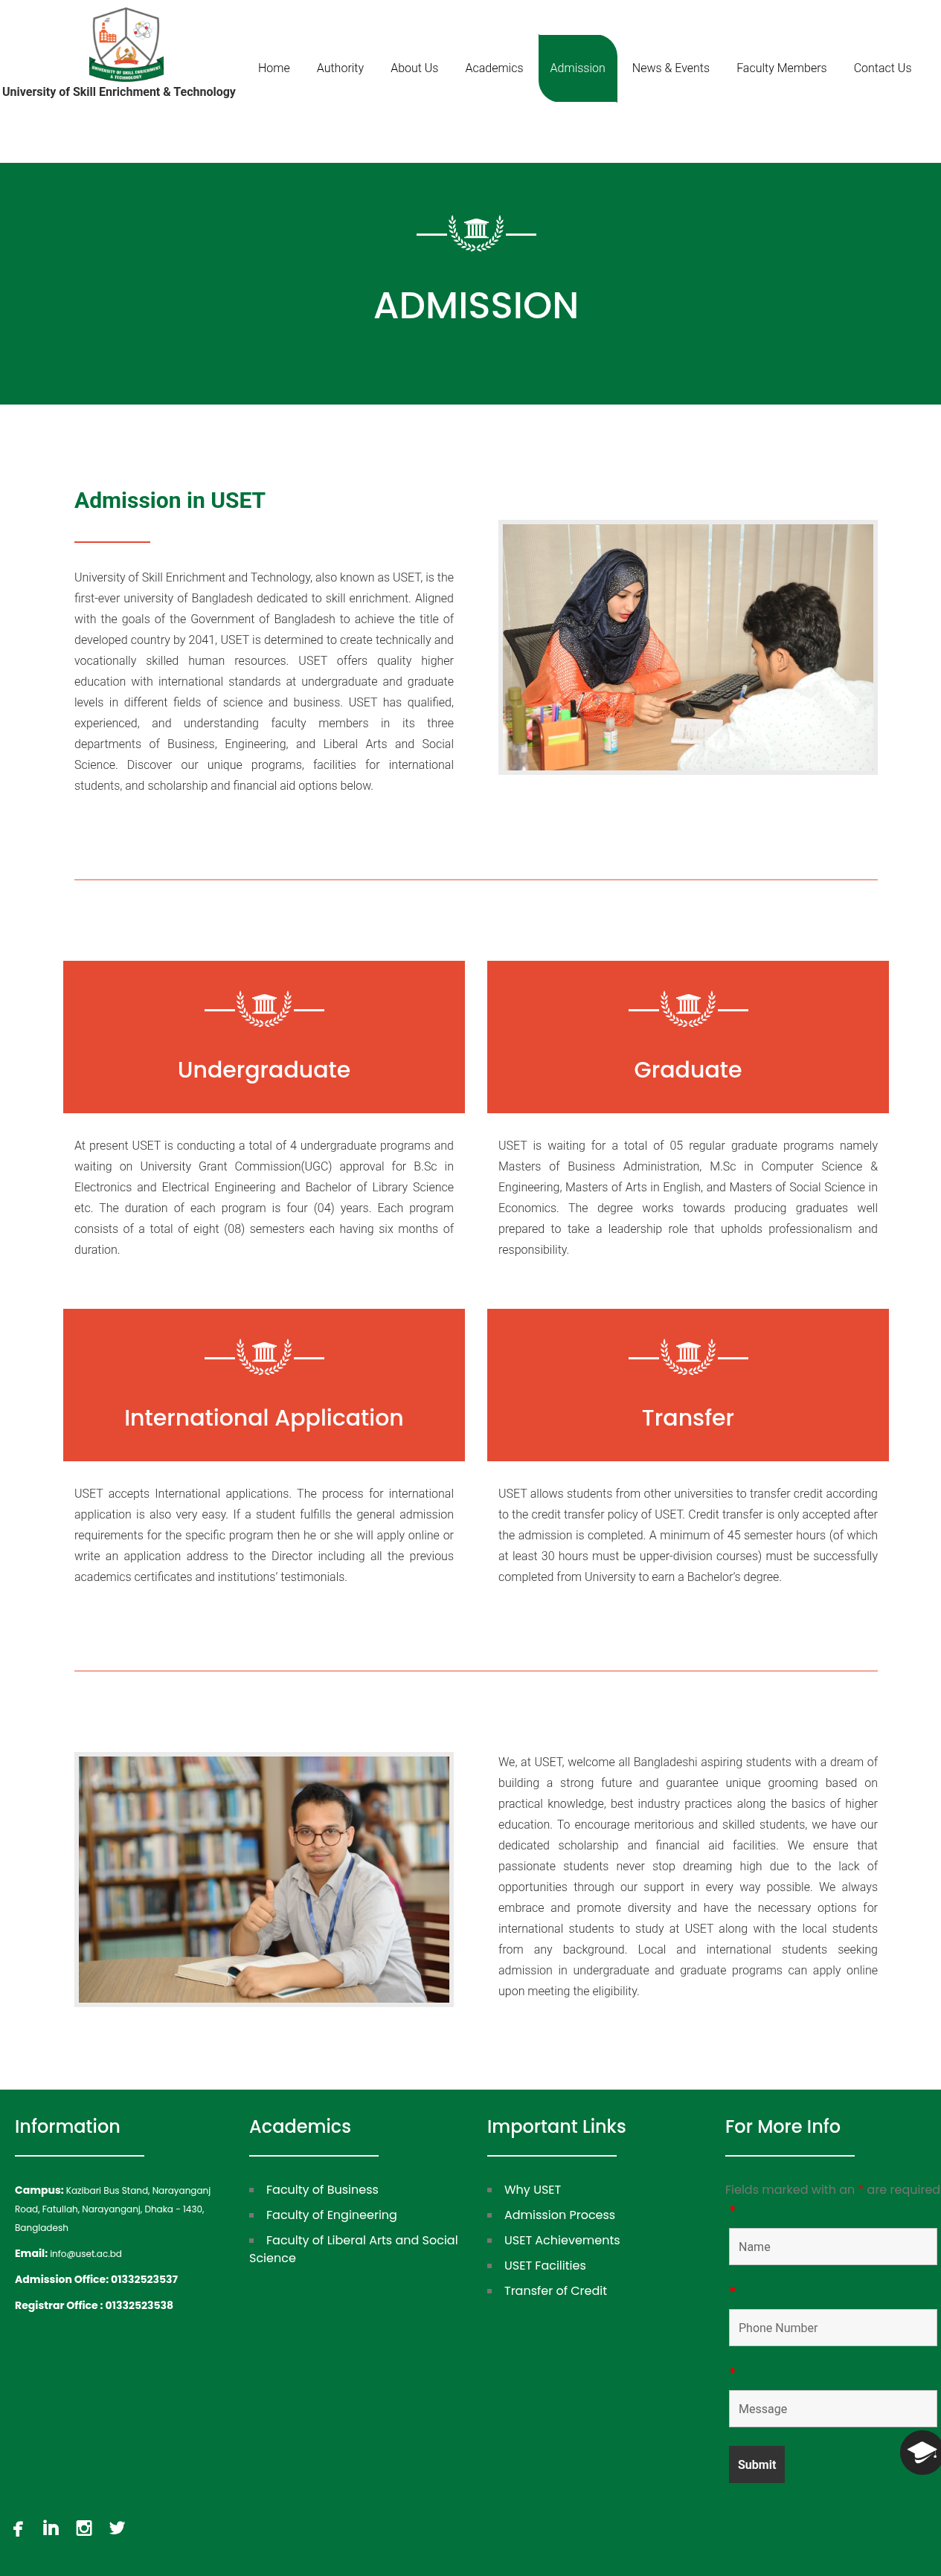 UNIVERSITY OF SKILL ENRICHMENT
& TECHNOLOGY
University of Skill Enrichment & Technology
Home
Authority
About Us
Academics
Admission
News & Events
Faculty Members
Contact Us
ADMISSION
Admission in USET
University of Skill Enrichment and Technology, also known as USET, is the
first-ever university of Bangladesh dedicated to skill enrichment. Aligned
with the goals of the Government of Bangladesh to achieve the title of
developed country by 2041, USET is determined to create technically and
vocationally skilled human resources. USET offers quality higher
education with international standards at undergraduate and graduate
levels in different fields of science and business. USET has qualified,
experienced, and understanding faculty members in its three
departments of Business, Engineering, and Liberal Arts and Social
Science. Discover our unique programs, facilities for international
students, and scholarship and financial aid options below.
Undergraduate
At present USET is conducting a total of 4 undergraduate programs and
waiting on University Grant Commission(UGC) approval for B.Sc in
Electronics and Electrical Engineering and Bachelor of Library Science
etc. The duration of each program is four (04) years. Each program
consists of a total of eight (08) semesters each having six months of
duration.
Graduate
USET is waiting for a total of 05 regular graduate programs namely
Masters of Business Administration, M.Sc in Computer Science &
Engineering, Masters of Arts in English, and Masters of Social Science in
Economics. The degree works towards producing graduates well
prepared to take a leadership role that upholds professionalism and
responsibility.
International Application
USET accepts International applications. The process for international
application is also very easy. If a student fulfills the general admission
requirements for the specific program then he or she will apply online or
write an application address to the Director including all the previous
academics certificates and institutions' testimonials.
Transfer
USET allows students from other universities to transfer credit according
to the credit transfer policy of USET. Credit transfer is only accepted after
the admission is completed. A minimum of 45 semester hours (of which
at least 30 hours must be upper-division courses) must be successfully
completed from University to earn a Bachelor's degree.
We, at USET, welcome all Bangladeshi aspiring students with a dream of
building a strong future and guarantee unique grooming based on
practical knowledge, best industry practices along the basics of higher
education. To encourage meritorious and skilled students, we have our
dedicated scholarship and financial aid facilities. We ensure that
passionate students never stop dreaming high due to the lack of
opportunities through our support in every way possible. We always
embrace and promote diversity and have the necessary options for
international students to study at USET along with the local students
from any background. Local and international students seeking
admission in undergraduate and graduate programs can apply online
upon meeting the eligibility.
Information
Campus: Kazibari Bus Stand, Narayanganj
Road, Fatullah, Narayanganj, Dhaka - 1430,
Bangladesh
Email: info@uset.ac.bd
Admission Office: 01332523537
Registrar Office : 01332523538
Academics
Faculty of Business
Faculty of Engineering
Faculty of Liberal Arts and Social
Science
Important Links
Why USET
Admission Process
USET Achievements
USET Facilities
Transfer of Credit
For More Info
Fields marked with an * are required
*
Name
*
Phone Number
*
Message
Submit